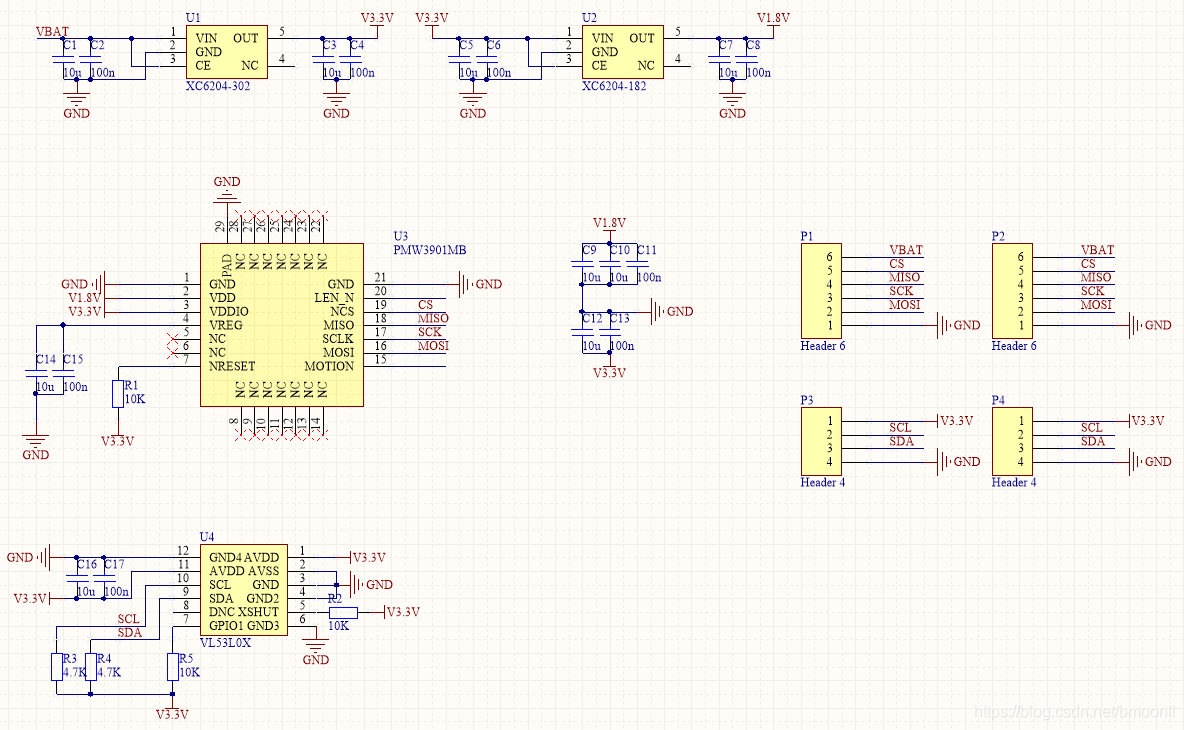 U1
VBAT
C1
C2
10u
100n
1
2
3
VIN
GND
CE
OUT
NC
5
4
XC6204-302
GND
C3
C4
10u
100n
V3.3V
GND
V3.3V
C5
C6
10u
100n
GND
U2
1
2
3
VIN
GND
CE
OUT
NC
5
4
XC6204-182
C7
C8
10u
100n
V1.8V
GND
GND
29
28
27
26
25
24
23
22
U3
PMW3901MB
PAD
NC
NC
NC
NC
NC
NC
NC
GND
V1.8V
V3.3V
1
2
3
4
5
6
7
GND
VDD
VDDIO
VREG
NC
NC
NRESET
GND
LEN_N
NCS
MISO
SCLK
MOSI
MOTION
21
20
19
18
17
16
15
GND
CS
MISO
SCK
MOSI
NC
NC
NC
NC
NC
NC
NC
8
9
10
11
12
13
14
C14
C15
10u
100n
GND
R1
10K
V3.3V
V1.8V
C9
C10
C11
10u
10u
100n
GND
C12
C13
10u
100n
V3.3V
P1
6
5
4
3
2
1
VBAT
CS
MISO
SCK
MOSI
GND
Header 6
P2
6
5
4
3
2
1
VBAT
CS
MISO
SCK
MOSI
GND
Header 6
P3
1
2
3
4
V3.3V
SCL
SDA
GND
Header 4
P4
1
2
3
4
V3.3V
SCL
SDA
GND
Header 4
U4
GND
C16
C17
10u
100n
V3.3V
12
11
10
9
8
7
GND4 AVDD
AVDD AVSS
SCL GND
SDA GND2
DNC XSHUT
GPIO1 GND3
1
2
3
4
5
6
V3.3V
GND
R2
10K
V3.3V
GND
VL53L0X
SCL
SDA
R3
4.7K
R4
4.7K
R5
10K
V3.3V
https://blog.csdn.net/bmoonll